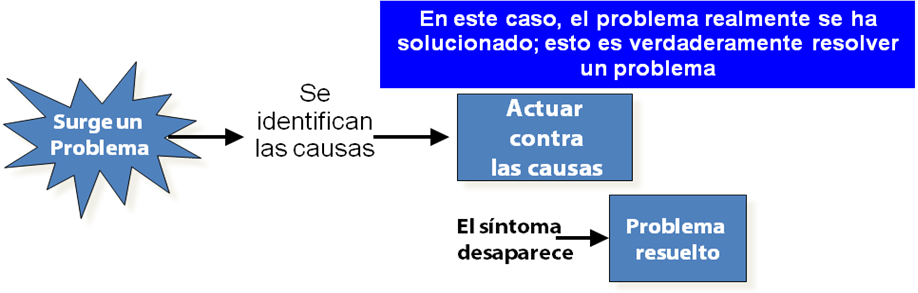 En este caso, el problema realmente se ha
solucionado; esto es verdaderamente resolver
un problema
Surge un
Problema
Se
identifican
las causas
Actuar
contra
las causas
El síntoma
desaparece
Problema
resuelto